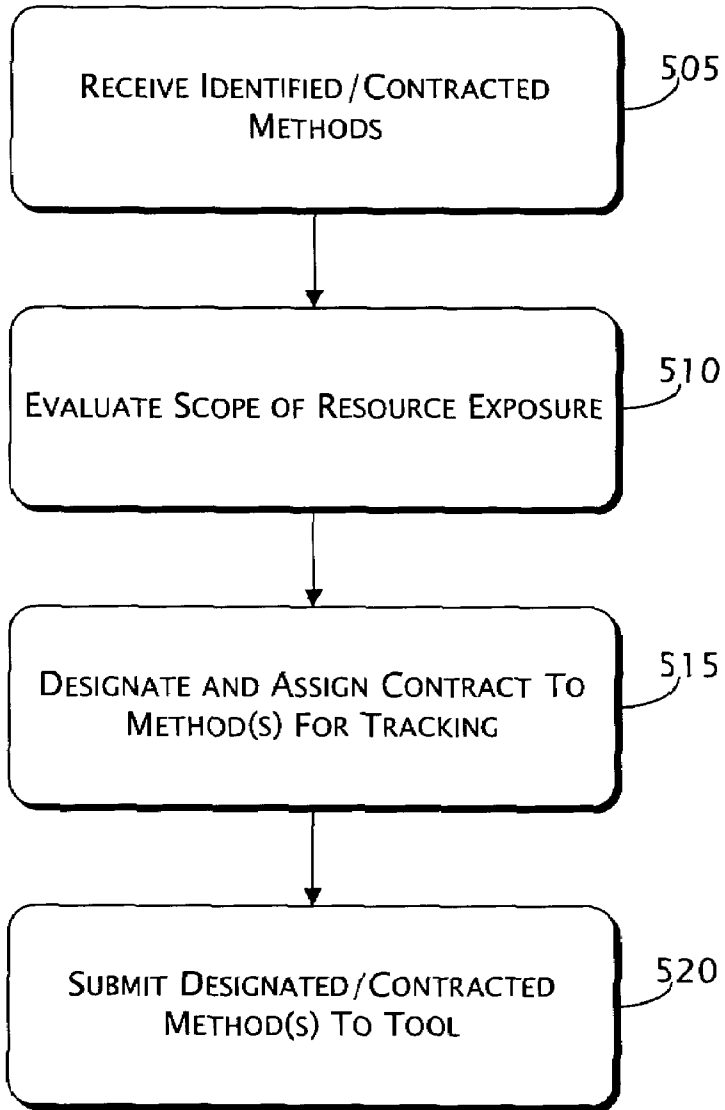 RECEIVE IDENTIFIED/CONTRACTED
METHODS
505
EVALUATE SCOPE OF RESOURCE EXPOSURE
510
DESIGNATE AND ASSIGN CONTRACT TO
METHOD(S) FOR TRACKING
515
SUBMIT DESIGNATED/CONTRACTED
METHOD(S) TO TOOL
520